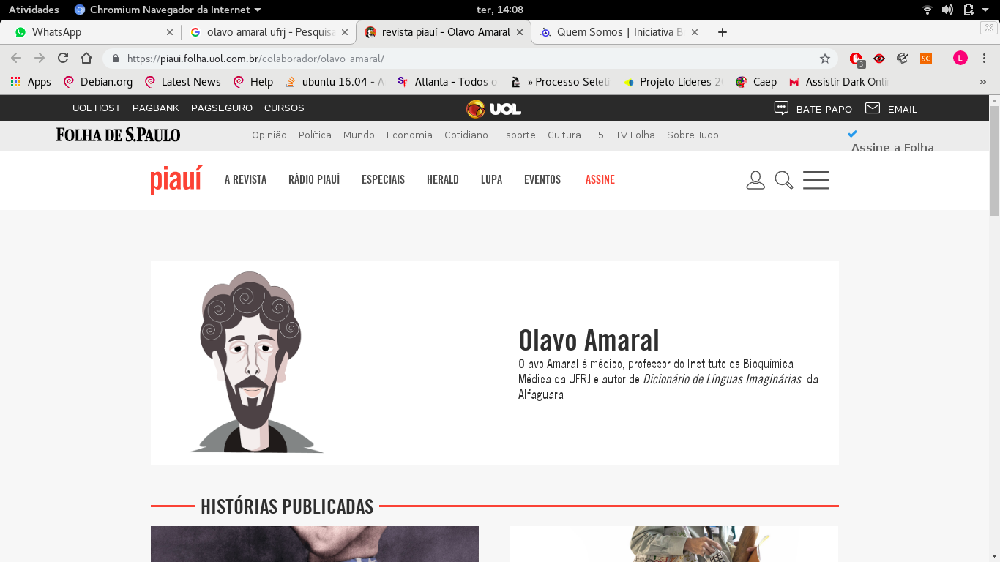 Atividades Chromium Navegador da Internet ter, 14:08
WhatsApp olavo amaral ufrj - Pesquisa revista piauí - Olavo Amaral Quem Somos | Iniciativa
https://piaui.folha.uol.com.br/colaborador/olavo-amaral/ 3 SC L
Apps Debian.org Latest News Help ubuntu 16.04 - A Atlanta - Todos o » Processo Seleti Projeto Líderes Caep Assistir Dark Onli »
UOL HOST PAGBANK PAGSEGURO CURSOS UOL BATE-PAPO EMAIL
FOLHA DE S.PAULO Opinião Política Mundo Economia Cotidiano Esporte Cultura F5 TV Folha Sobre Tudo
Assine a Folha
piauí A REVISTA RÁDIO PIAUÍ ESPECIAIS HERALD LUPA EVENTOS ASSINE
Olavo Amaral
Olavo Amaral é médico, professor do Instituto de Bioquímica
Médica da UFRJ e autor de Dicionário de Línguas Imaginárias, da
Alfaguara
HISTÓRIAS PUBLICADAS